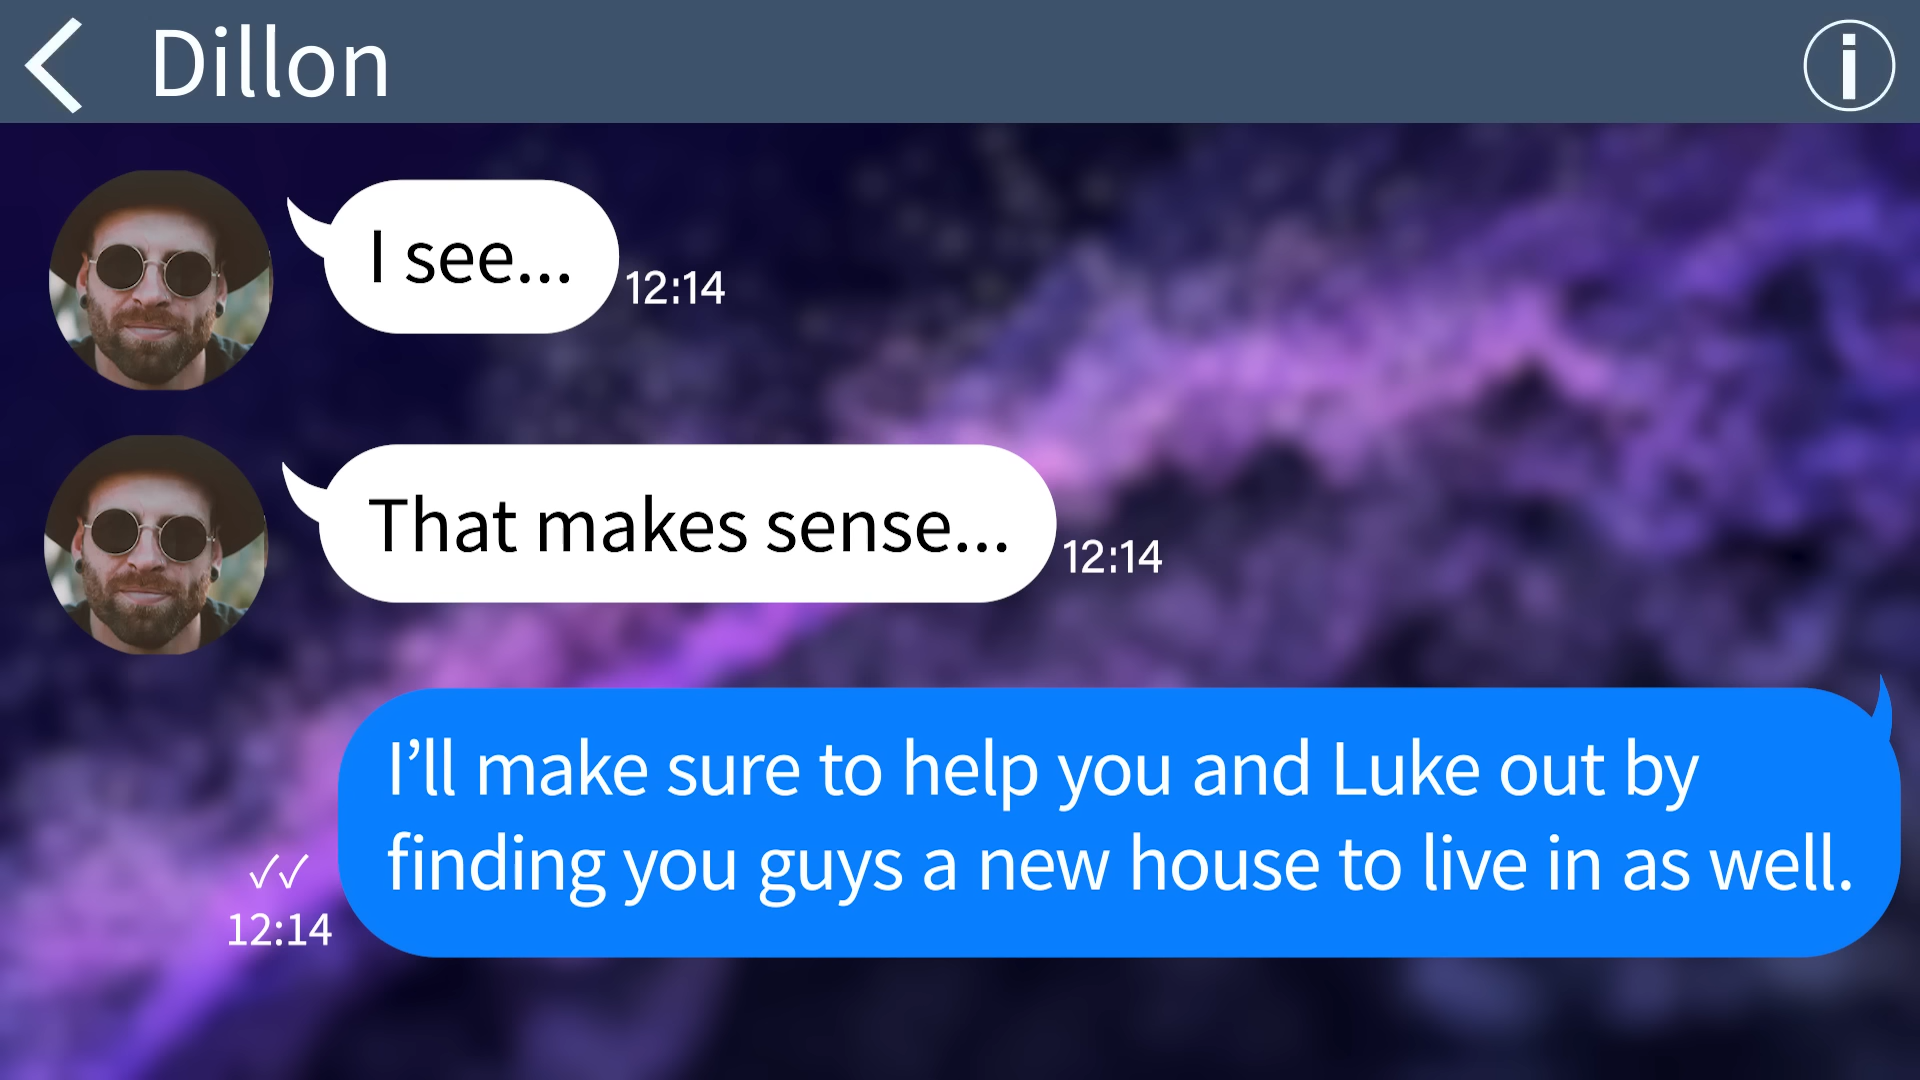 Dillon
I see...
12:14
That makes sense...
12:14
I’ll make sure to help you and Luke out by
finding you guys a new house to live in as well.
12:14